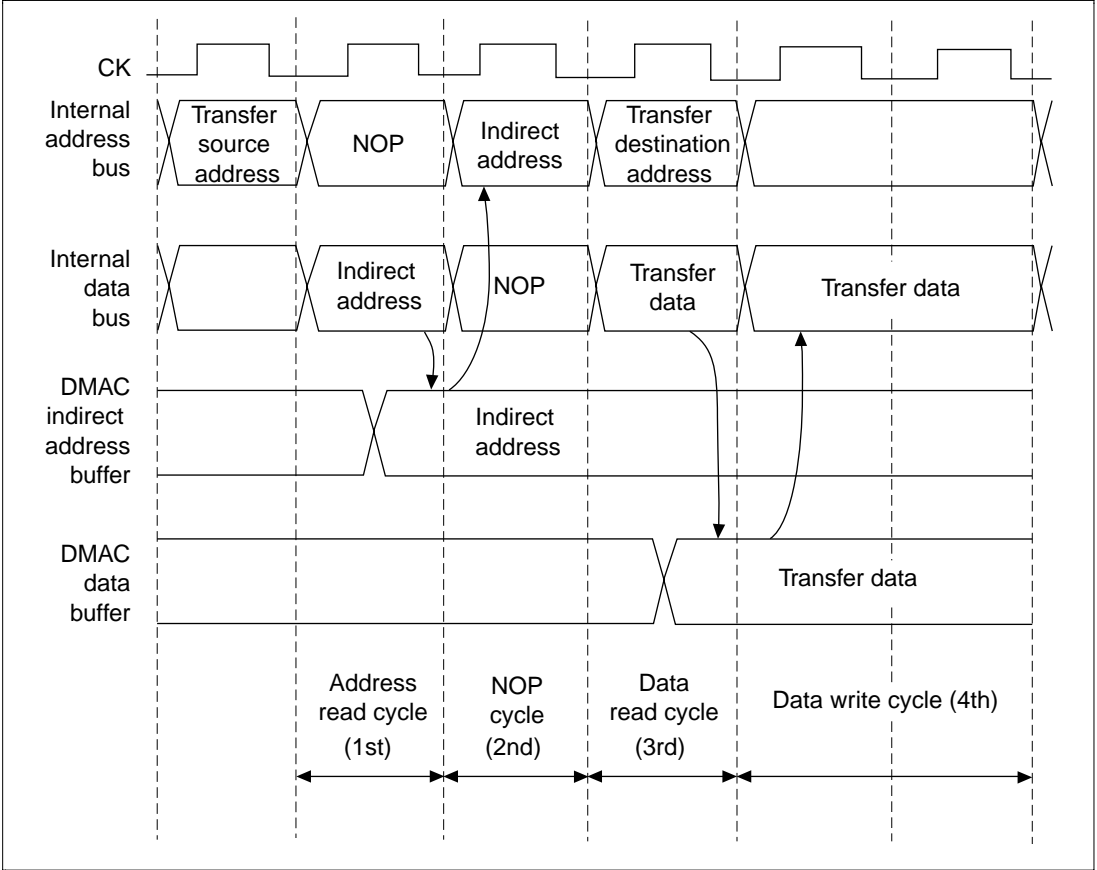 CK
Internal
address
bus
Transfer
source
address
NOP
Indirect
address
Transfer
destination
address
Internal
data
bus
Indirect
address
NOP
Transfer
data
Transfer data
DMAC
indirect
address
buffer
Indirect
address
DMAC
data
buffer
Transfer data
Address
read cycle
(1st)
NOP
cycle
(2nd)
Data
read cycle
(3rd)
Data write cycle (4th)